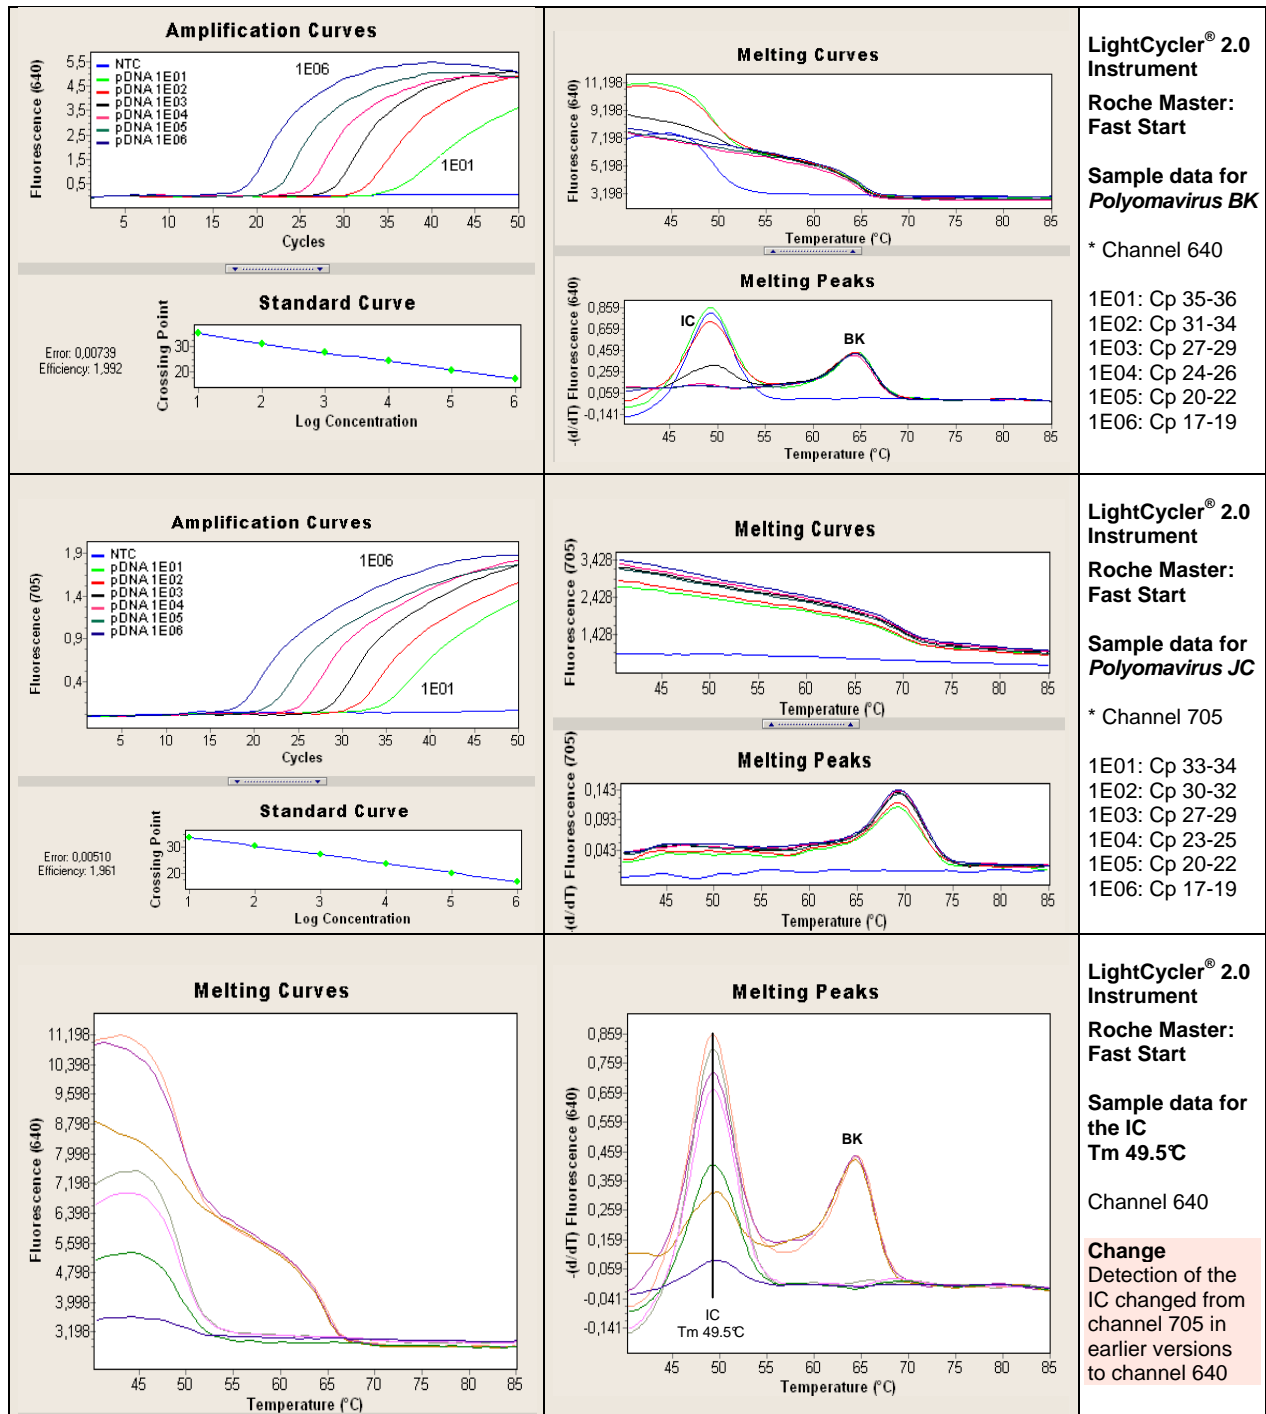 Amplification Curves
Fluorescence (640)
5,5
4,5
3,5
2,5
1,5
0,5
NTC
pDNA 1E01
pDNA 1E02
pDNA 1E03
pDNA 1E04
pDNA 1E05
pDNA 1E06
1E06
1E01
5 10 15 20 25 30 35 40 45 50
Cycles
Standard Curve
Error: 0,00739
Efficiency: 1,992
Crossing Point
30
20
1 2 3 4 5 6
Log Concentration
Melting Curves
Fluorescence (640)
11,198
9,198
7,198
5,198
3,198
45 50 55 60 65 70 75 80 85
Temperature (°C)
Melting Peaks
-(d/dT) Fluorescence (640)
0,859
0,659
0,459
0,259
0,059
-0,141
IC
BK
45 50 55 60 65 70 75 80 85
Temperature (°C)
LightCycler® 2.0
Instrument
Roche Master:
Fast Start
Sample data for
Polyomavirus BK
* Channel 640
1E01: Cp 35-36
1E02: Cp 31-34
1E03: Cp 27-29
1E04: Cp 24-26
1E05: Cp 20-22
1E06: Cp 17-19
Amplification Curves
Fluorescence (705)
1,9
1,4
0,9
0,4
NTC
pDNA 1E01
pDNA 1E02
pDNA 1E03
pDNA 1E04
pDNA 1E05
pDNA 1E06
1E06
1E01
5 10 15 20 25 30 35 40 45 50
Cycles
Standard Curve
Error: 0,00510
Efficiency: 1,961
Crossing Point
30
20
1 2 3 4 5 6
Log Concentration
Melting Curves
Fluorescence (705)
3,428
2,428
1,428
45 50 55 60 65 70 75 80 85
Temperature (°C)
Melting Peaks
-(d/dT) Fluorescence (705)
0,143
0,093
0,043
45 50 55 60 65 70 75 80 85
Temperature (°C)
LightCycler® 2.0
Instrument
Roche Master:
Fast Start
Sample data for
Polyomavirus JC
* Channel 705
1E01: Cp 33-34
1E02: Cp 30-32
1E03: Cp 27-29
1E04: Cp 23-25
1E05: Cp 20-22
1E06: Cp 17-19
Melting Curves
Fluorescence (640)
11,198
10,398
9,598
8,798
7,998
7,198
6,398
5,598
4,798
3,998
3,198
45 50 55 60 65 70 75 80 85
Temperature (°C)
Melting Peaks
-(d/dT) Fluorescence (640)
0,859
0,759
0,659
0,559
0,459
0,359
0,259
0,159
0,059
-0,041
-0,141
BK
IC
Tm 49.5°C
45 50 55 60 65 70 75 80 85
Temperature (°C)
LightCycler® 2.0
Instrument
Roche Master:
Fast Start
Sample data for
the IC
Tm 49.5°C
Channel 640
Change
Detection of the
IC changed from
channel 705 in
earlier versions
to channel 640